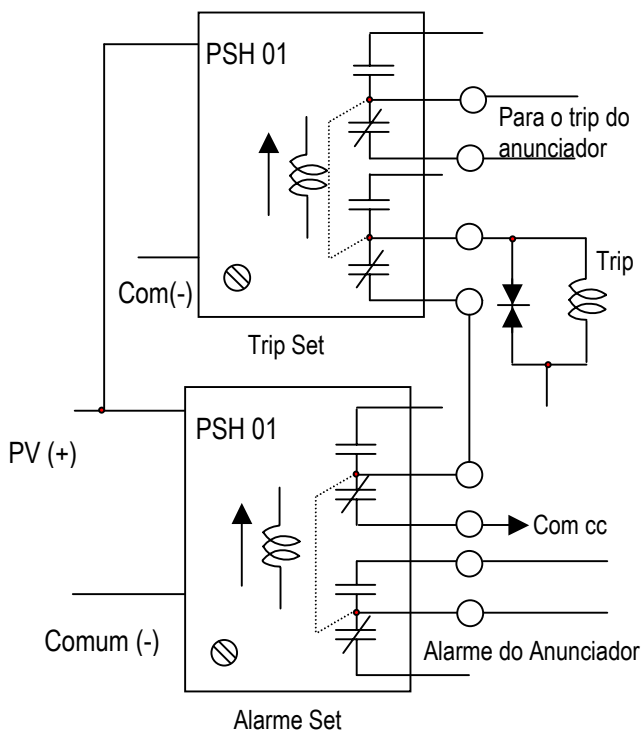 PSH 01
Para o trip do
anunciador
Com(-)
Trip
Trip Set
PSH 01
PV (+)
Com cc
Comum (-)
Alarme do Anunciador
Alarme Set